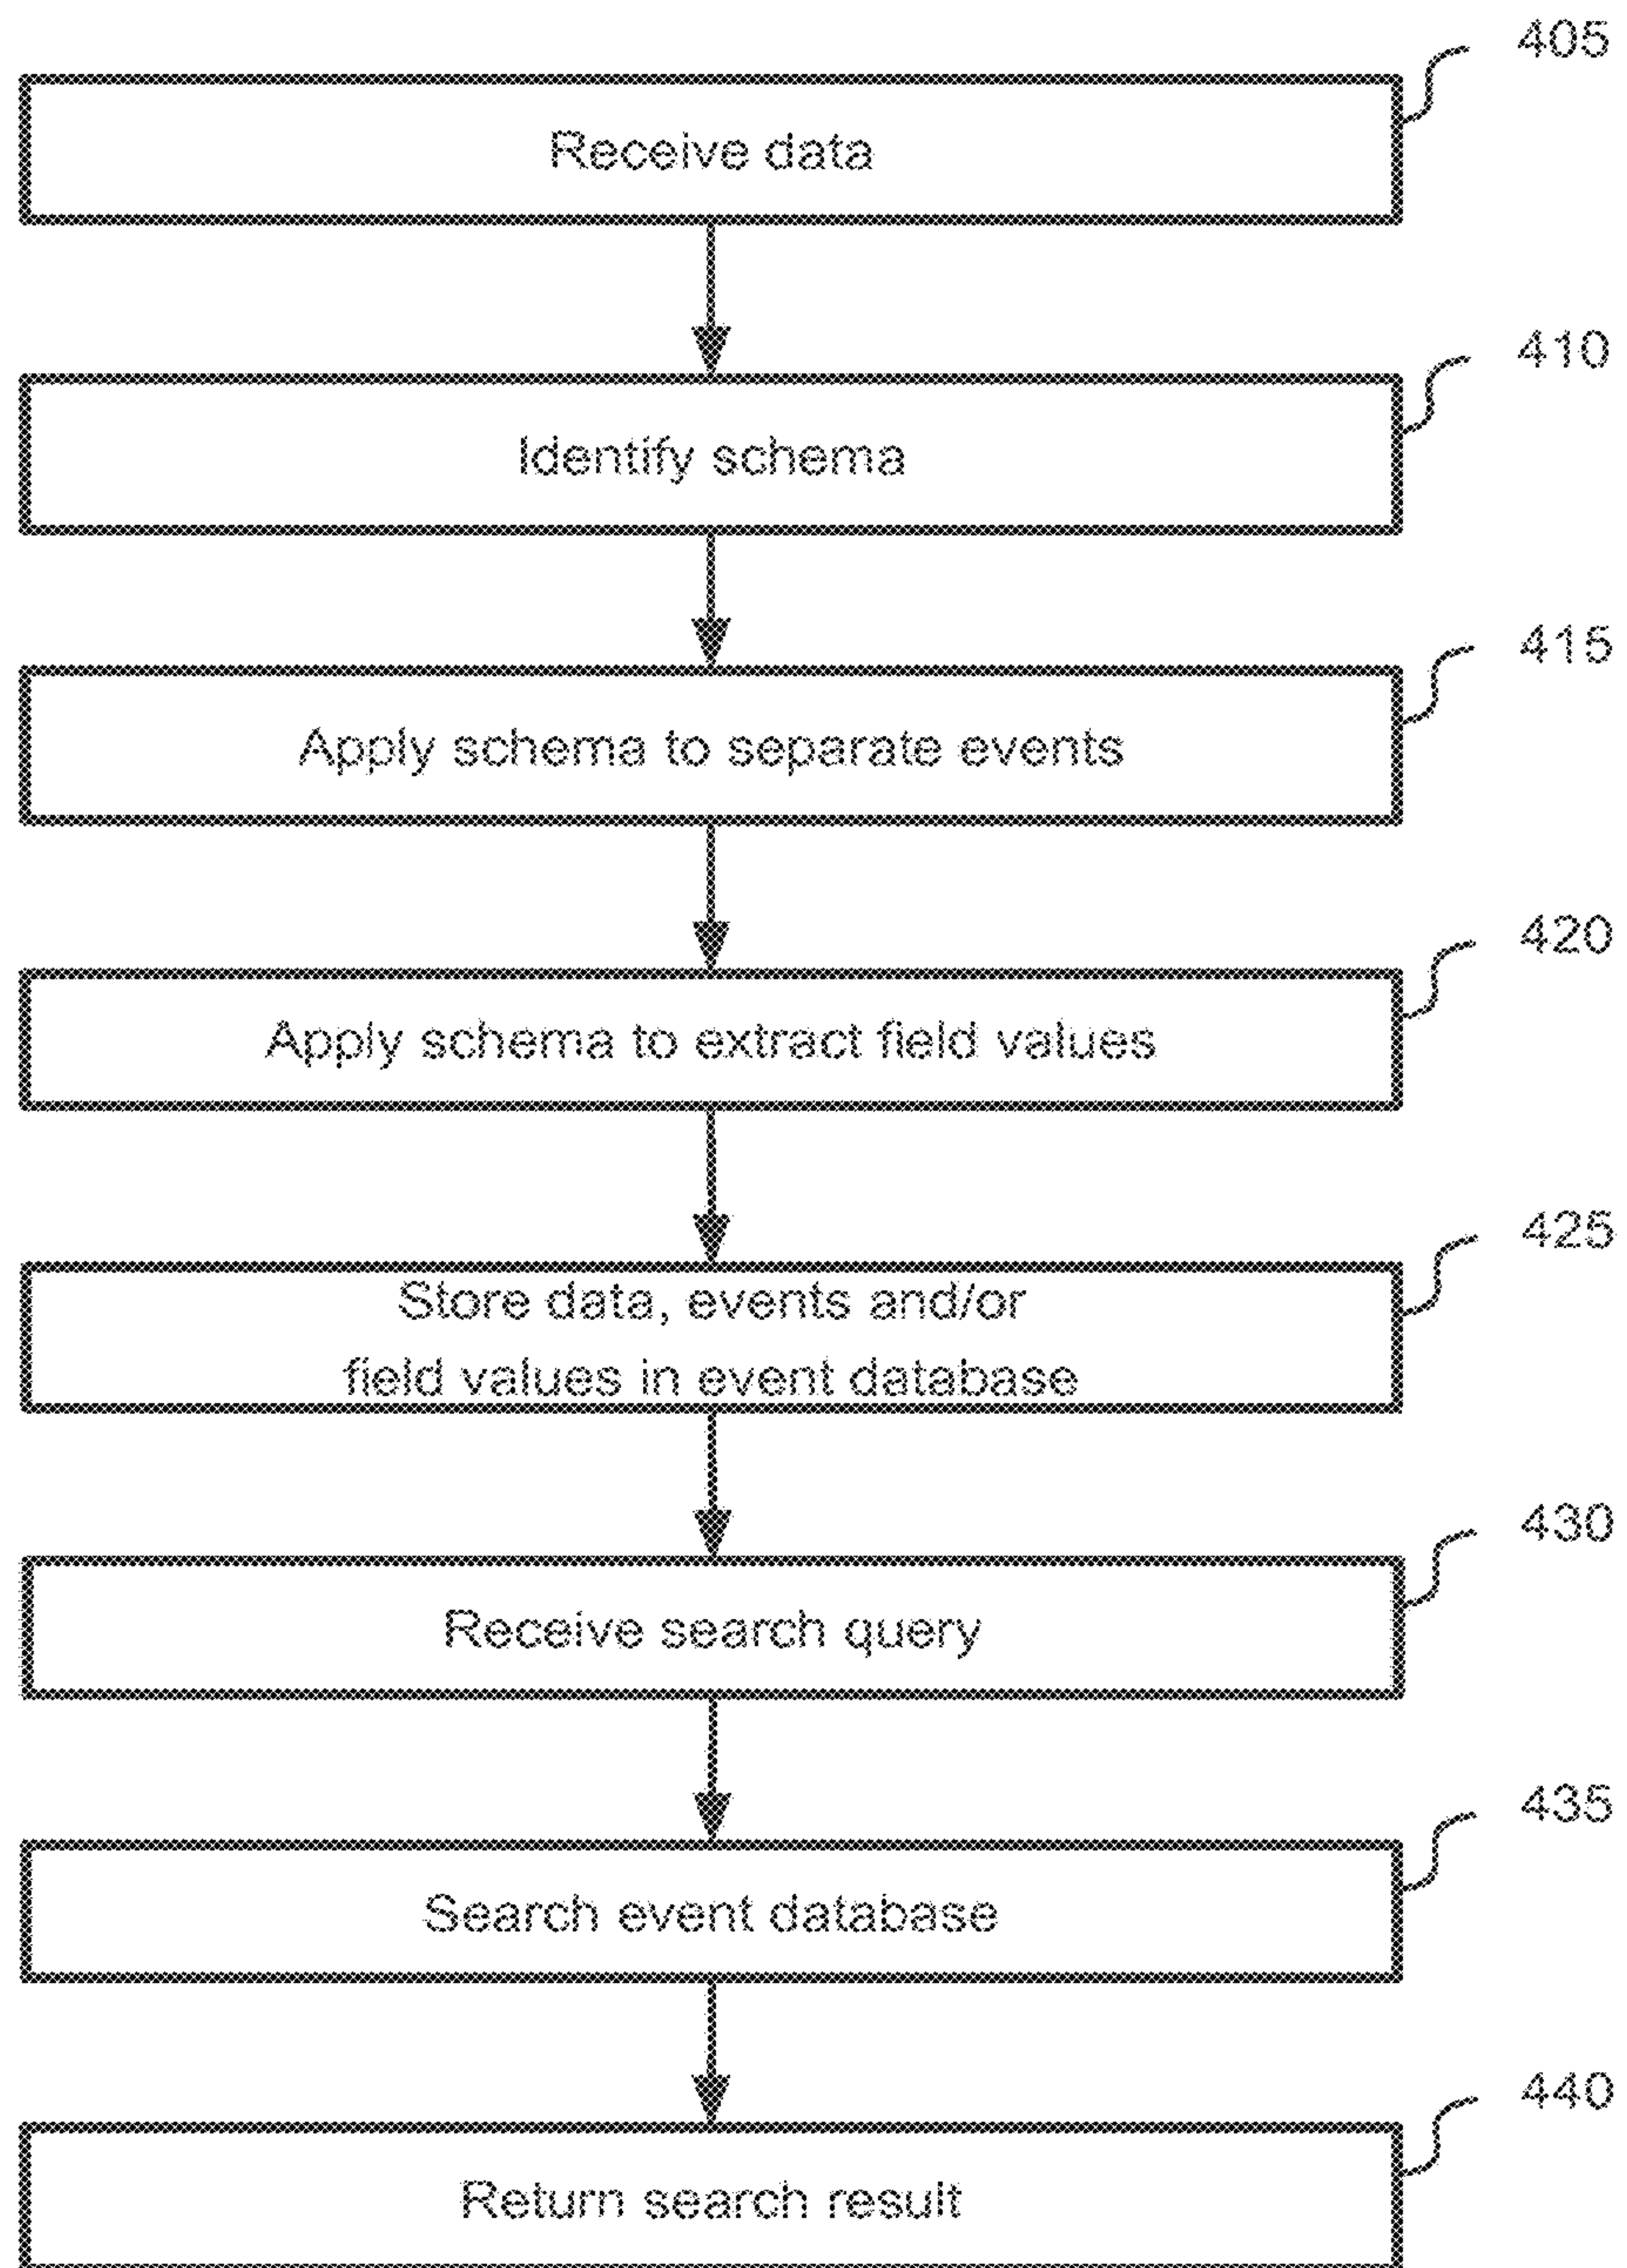 405
Receive data
410
Identify schema
415
Apply schema to separate events
420
Apply schema to extract field values
425
Store data, events and/or
field values in event database
430
Receive search query
435
Search event database
440
Return search result